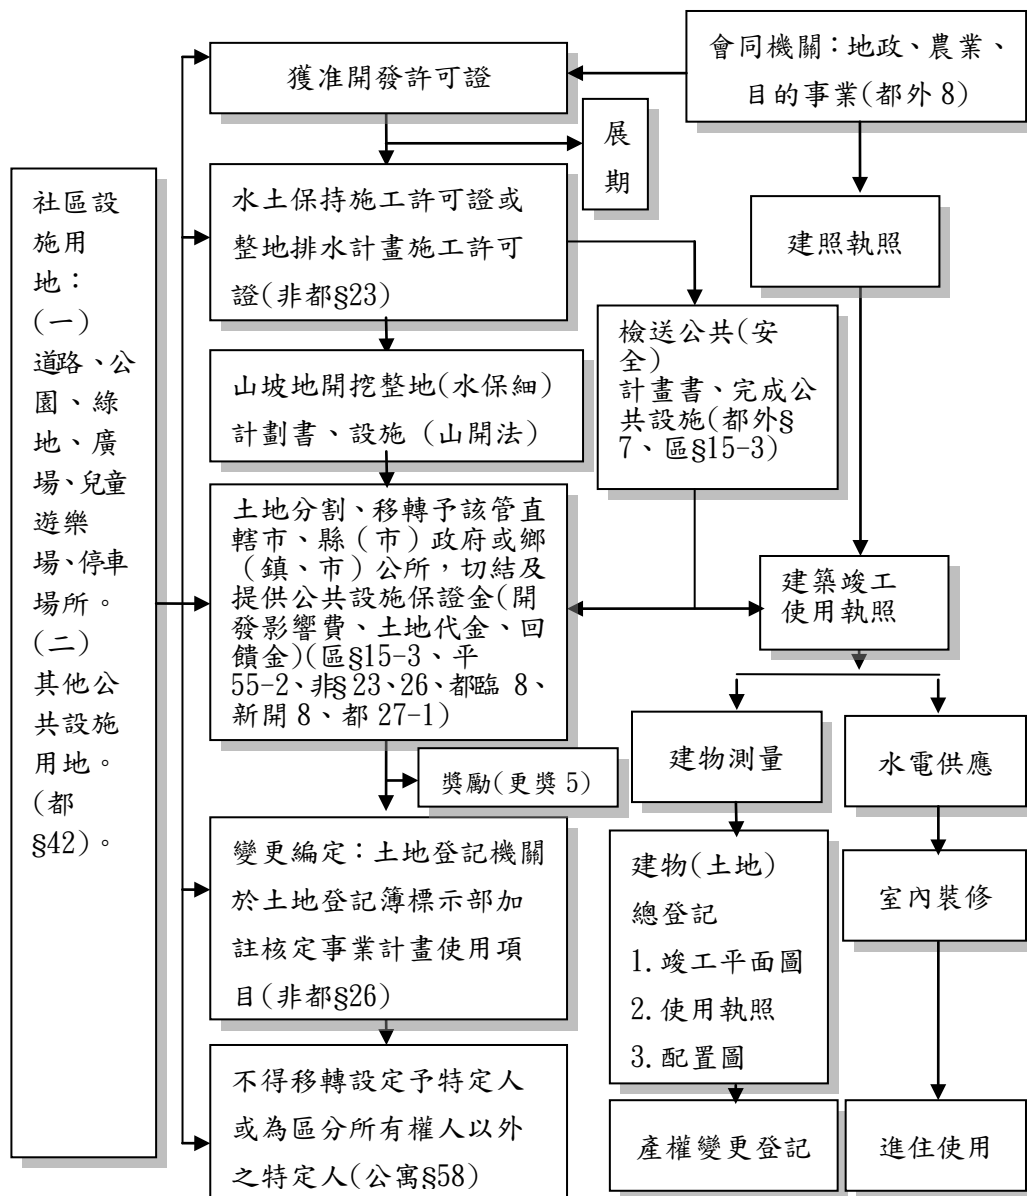 獲准開發許可證
會同機關：地政、農業、
目的事業(都外 8)
展
期
社區設
施用
地：
(一)
道路、公
園、綠
地、廣
場、兒童
遊樂
場、停車
場所。
(二)
其他公
共設施
用地。
(都
§42)。
水土保持施工許可證或
整地排水計畫施工許可
證(非都§23)
建照執照
檢送公共(安
全)
計畫書、完成公
共設施(都外§
7、區§15-3)
山坡地開挖整地(水保細)
計劃書、設施（山開法）
土地分割、移轉予該管直
轄市、縣（市）政府或鄉
（鎮、市）公所，切結及
提供公共設施保證金(開
發影響費、土地代金、回
饋金)(區§15-3、平
55-2、非§23、26、都臨 8、
新開 8、都 27-1)
建築竣工
使用執照
獎勵(更獎 5)
建物測量
水電供應
變更編定：土地登記機關
於土地登記簿標示部加
註核定事業計畫使用項
目(非都§26)
建物(土地)
總登記
1.竣工平面圖
2.使用執照
3.配置圖
室內裝修
不得移轉設定予特定人
或為區分所有權人以外
之特定人(公寓§58)
產權變更登記
進住使用